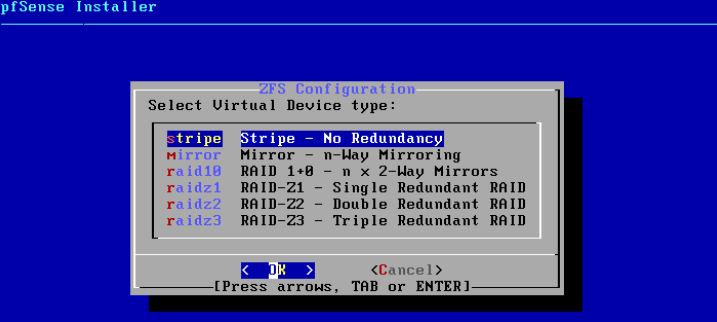 pfSense Installer
ZFS Configuration
Select Virtual Device type:
stripe Stripe - No Redundancy
mirror Mirror - n-Way Mirroring
raid10 RAID 1+0 - n x 2-Way Mirrors
raidz1 RAID-Z1 - Single Redundant RAID
raidz2 RAID-Z2 - Double Redundant RAID
raidz3 RAID-Z3 - Triple Redundant RAID
< OK > <Cancel>
[Press arrows, TAB or ENTER]